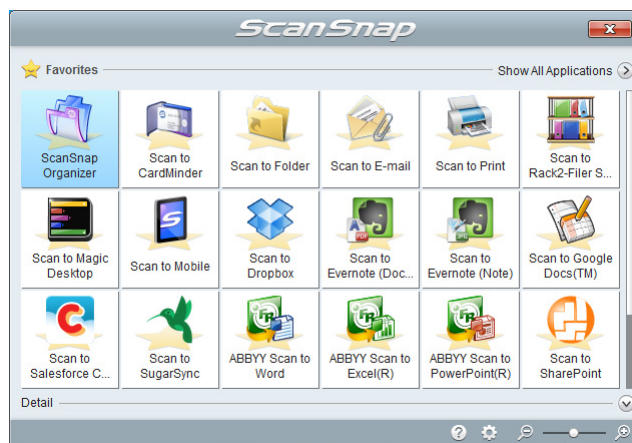 ScanSnap
Favorites
Show All Applications
ScanSnap
Organizer
Scan to
CardMinder
Scan to Folder
Scan to E-mail
Scan to Print
Scan to
Rack2-Filer S...
Scan to Magic
Desktop
Scan to Mobile
Scan to
Dropbox
Scan to
Evernote (Doc...
Scan to
Evernote (Note)
Scan to Google
Docs(TM)
Scan to
Salesforce C...
Scan to
SugarSync
ABBYY Scan to
Word
ABBYY Scan to
Excel(R)
ABBYY Scan to
PowerPoint(R)
Scan to
SharePoint
Detail